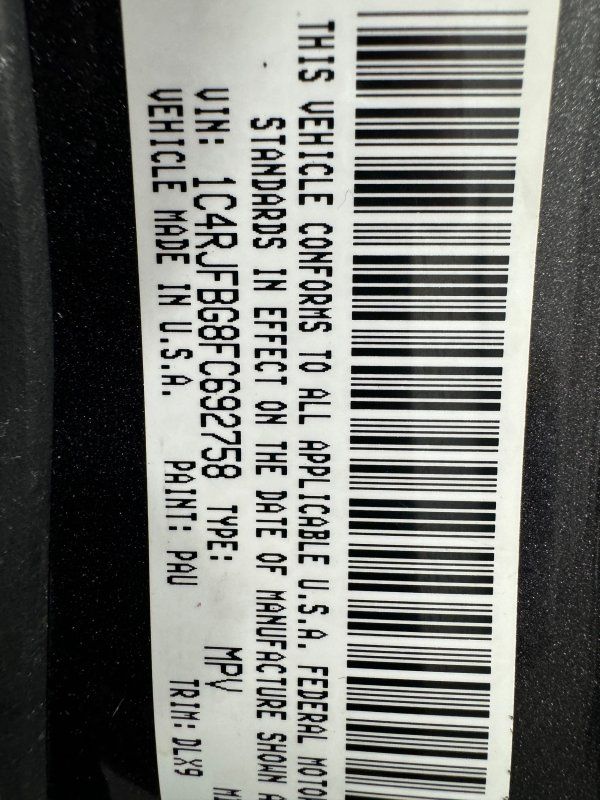 THIS VEHICLE CONFORMS TO ALL APPLICABLE U.S.A. FEDERAL MOTOR
STANDARDS IN EFFECT ON THE DATE OF MANUFACTURE SHOWN A
VIN: 1C4RJFBG8FC692758 TYPE: MPV
VEHICLE MADE IN U.S.A. PAINT: PAU TRIM: DLX9